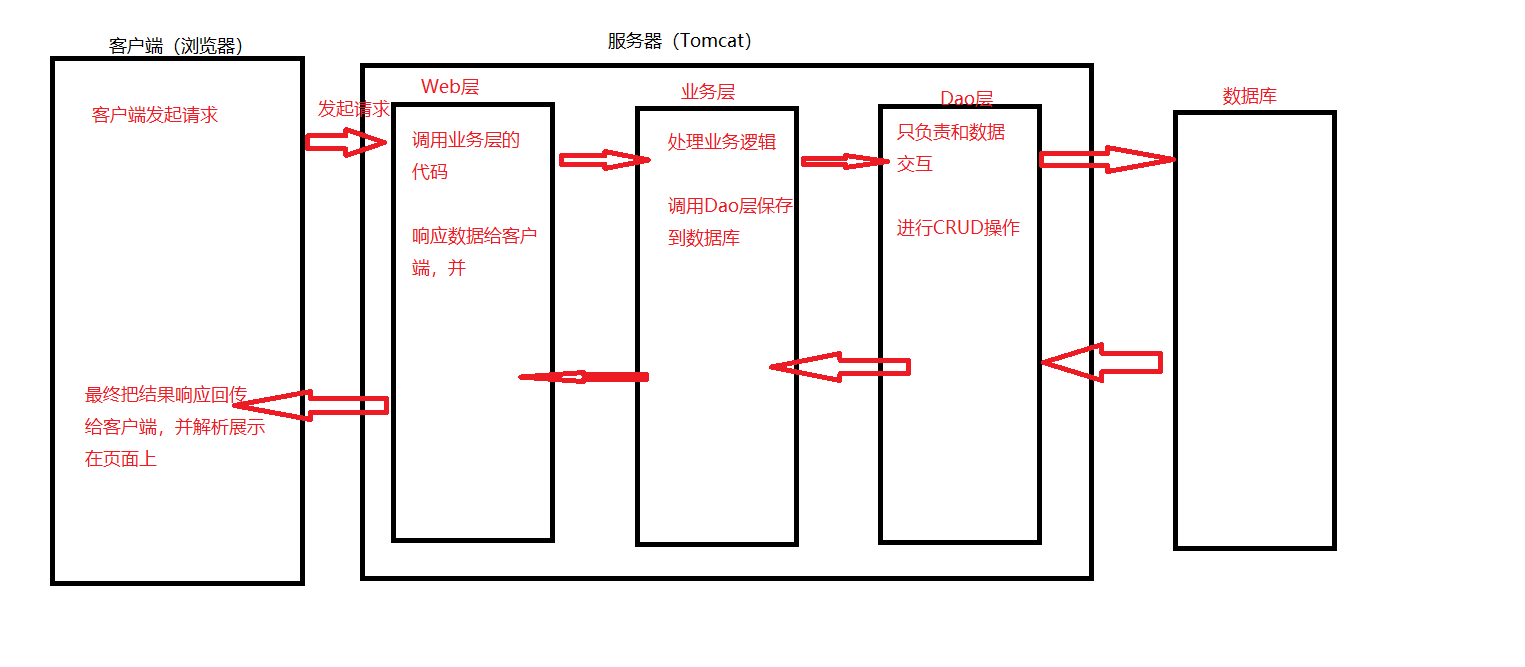 客户端（浏览器）
服务器（Tomcat）
客户端发起请求
发起请求
Web层
调用业务层的
代码
响应数据给客户
端，并
业务层
处理业务逻辑
调用Dao层保存
到数据库
Dao层
只负责和数据
交互
进行CRUD操作
数据库
最终把结果响应回传
给客户端，并解析展示
在页面上